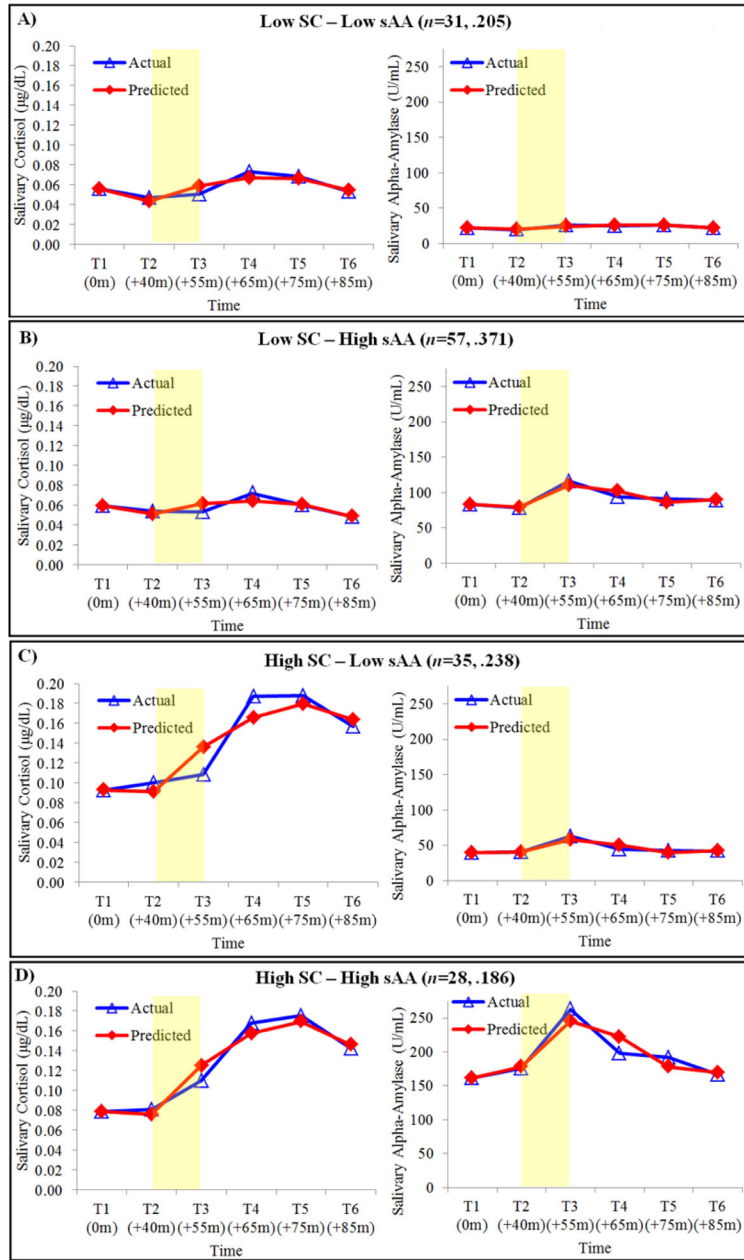 A)
Low SC – Low sAA (n=31, .205)
Salivary Cortisol (µg/dL)
0.20
0.18
0.16
0.14
0.12
0.10
0.08
0.06
0.04
0.02
0.00
Actual
Predicted
T1 T2 T3 T4 T5 T6
(0m) (+40m) (+55m) (+65m) (+75m) (+85m)
Time
Salivary Alpha-Amylase (U/mL)
250
200
150
100
50
0
Actual
Predicted
T1 T2 T3 T4 T5 T6
(0m) (+40m) (+55m) (+65m) (+75m) (+85m)
Time
B)
Low SC – High sAA (n=57, .371)
Salivary Cortisol (µg/dL)
0.20
0.18
0.16
0.14
0.12
0.10
0.08
0.06
0.04
0.02
0.00
Actual
Predicted
T1 T2 T3 T4 T5 T6
(0m) (+40m) (+55m) (+65m) (+75m) (+85m)
Time
Salivary Alpha-Amylase (U/mL)
250
200
150
100
50
0
Actual
Predicted
T1 T2 T3 T4 T5 T6
(0m) (+40m) (+55m) (+65m) (+75m) (+85m)
Time
C)
High SC – Low sAA (n=35, .238)
Salivary Cortisol (µg/dL)
0.20
0.18
0.16
0.14
0.12
0.10
0.08
0.06
0.04
0.02
0.00
Actual
Predicted
T1 T2 T3 T4 T5 T6
(0m) (+40m) (+55m) (+65m) (+75m) (+85m)
Time
Salivary Alpha-Amylase (U/mL)
250
200
150
100
50
0
Actual
Predicted
T1 T2 T3 T4 T5 T6
(0m) (+40m) (+55m) (+65m) (+75m) (+85m)
Time
D)
High SC – High sAA (n=28, .186)
Salivary Cortisol (µg/dL)
0.20
0.18
0.16
0.14
0.12
0.10
0.08
0.06
0.04
0.02
0.00
Actual
Predicted
T1 T2 T3 T4 T5 T6
(0m) (+40m) (+55m) (+65m) (+75m) (+85m)
Time
Salivary Alpha-Amylase (U/mL)
250
200
150
100
50
0
Actual
Predicted
T1 T2 T3 T4 T5 T6
(0m) (+40m) (+55m) (+65m) (+75m) (+85m)
Time